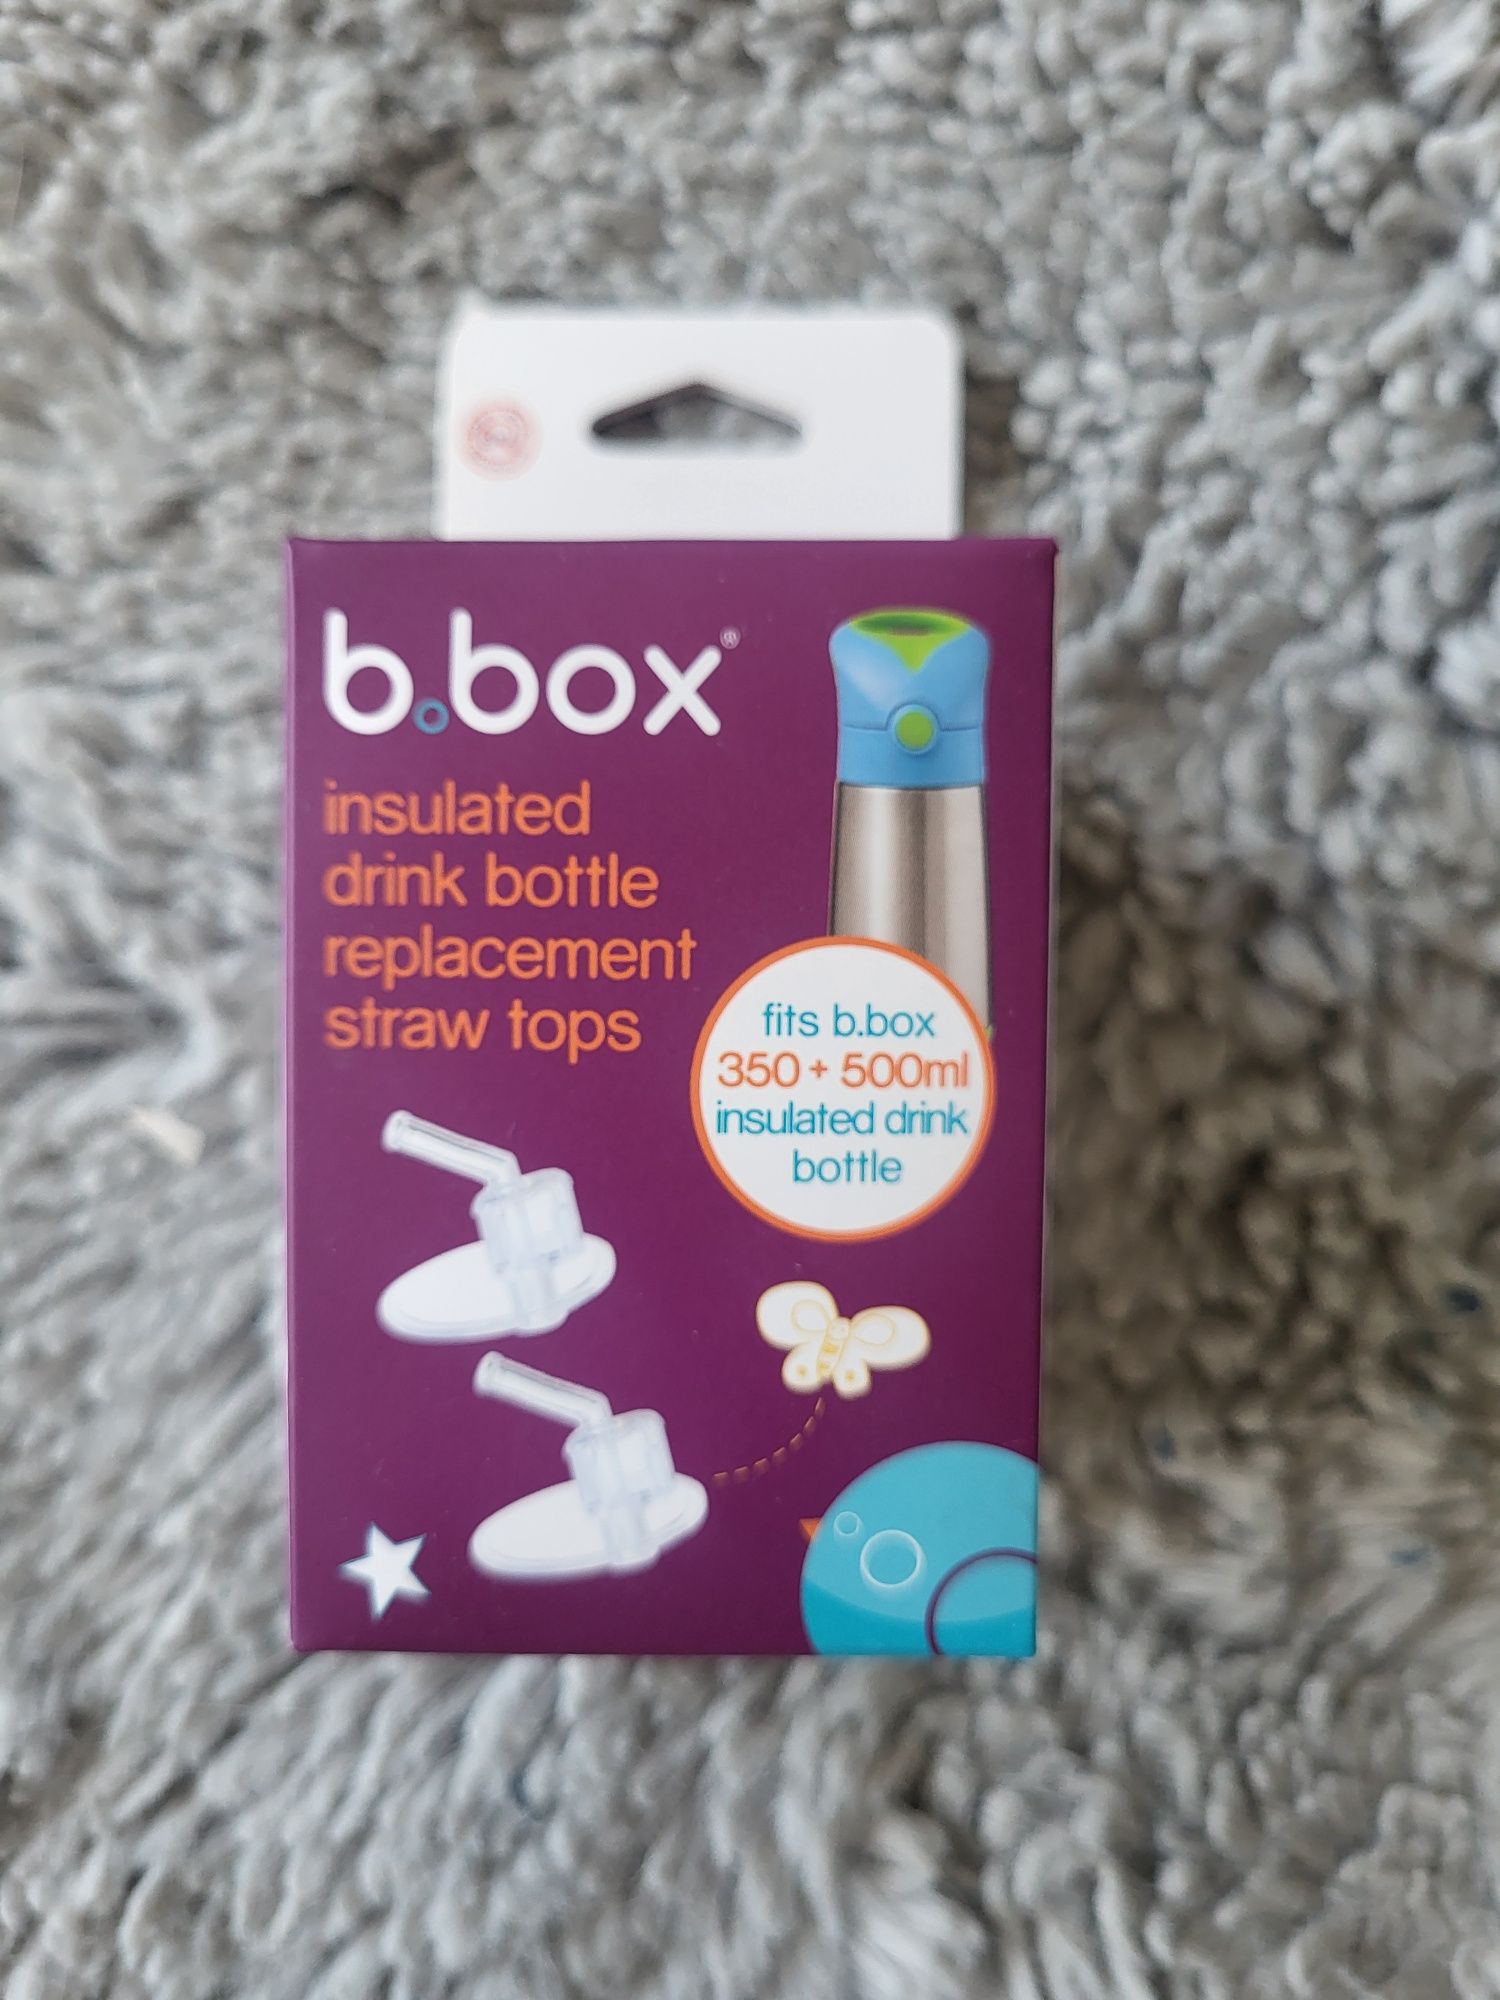 b.box®
insulated
drink bottle
replacement
straw tops
fits b.box
350 + 500ml
insulated drink
bottle